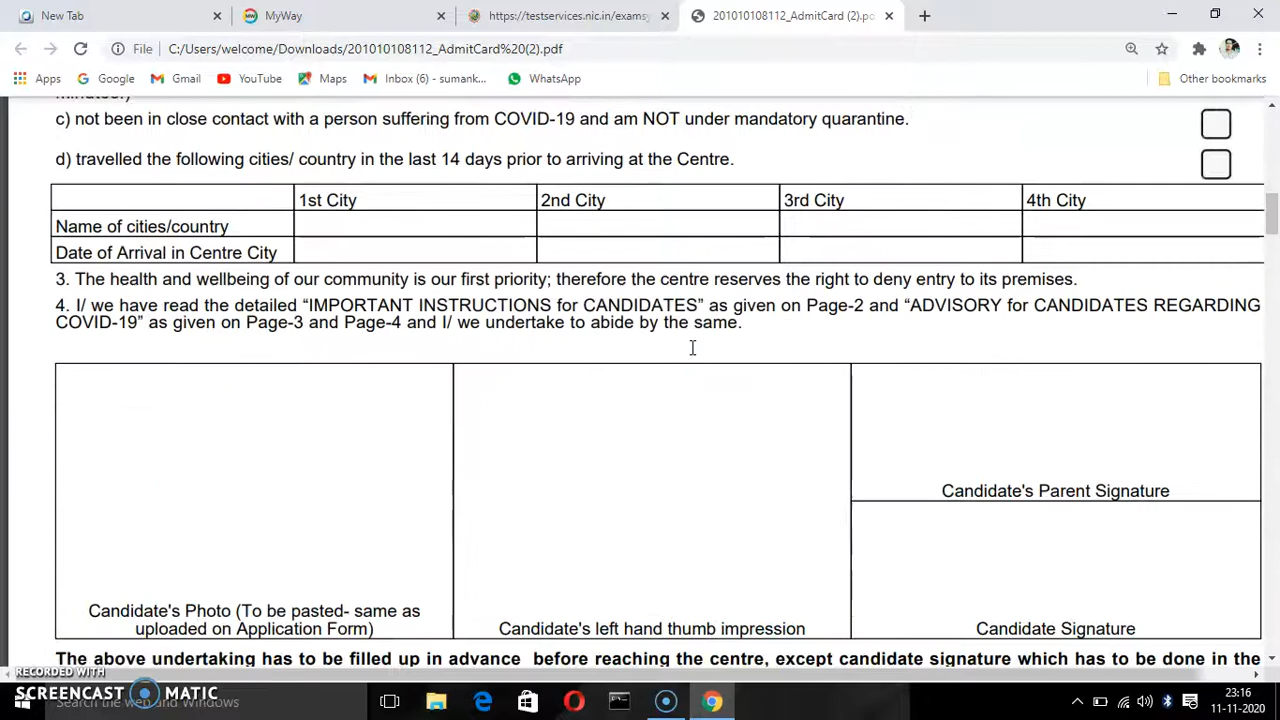 New Tab
MyWay
https://testservices.nic.in/examsy
201010108112_AdmitCard (2).pd
File
C:/Users/welcome/Downloads/201010108112_AdmitCard%20(2).pdf
Apps
Google
Gmail
YouTube
Maps
Inbox (6) - sumank...
WhatsApp
Other bookmarks
minutes.)
c) not been in close contact with a person suffering from COVID-19 and am NOT under mandatory quarantine.
d) travelled the following cities/ country in the last 14 days prior to arriving at the Centre.
1st City 2nd City 3rd City 4th City
Name of cities/country
Date of Arrival in Centre City
3. The health and wellbeing of our community is our first priority; therefore the centre reserves the right to deny entry to its premises.
4. I/ we have read the detailed “IMPORTANT INSTRUCTIONS for CANDIDATES” as given on Page-2 and “ADVISORY for CANDIDATES REGARDING
COVID-19” as given on Page-3 and Page-4 and I/ we undertake to abide by the same.
Candidate's Parent Signature
Candidate's Photo (To be pasted- same as
uploaded on Application Form)
Candidate's left hand thumb impression
Candidate Signature
The above undertaking has to be filled up in advance before reaching the centre, except candidate signature which has to be done in the
RECORDED WITH
SCREENCAST MATIC
Search the web and Windows
23:16
11-11-2020